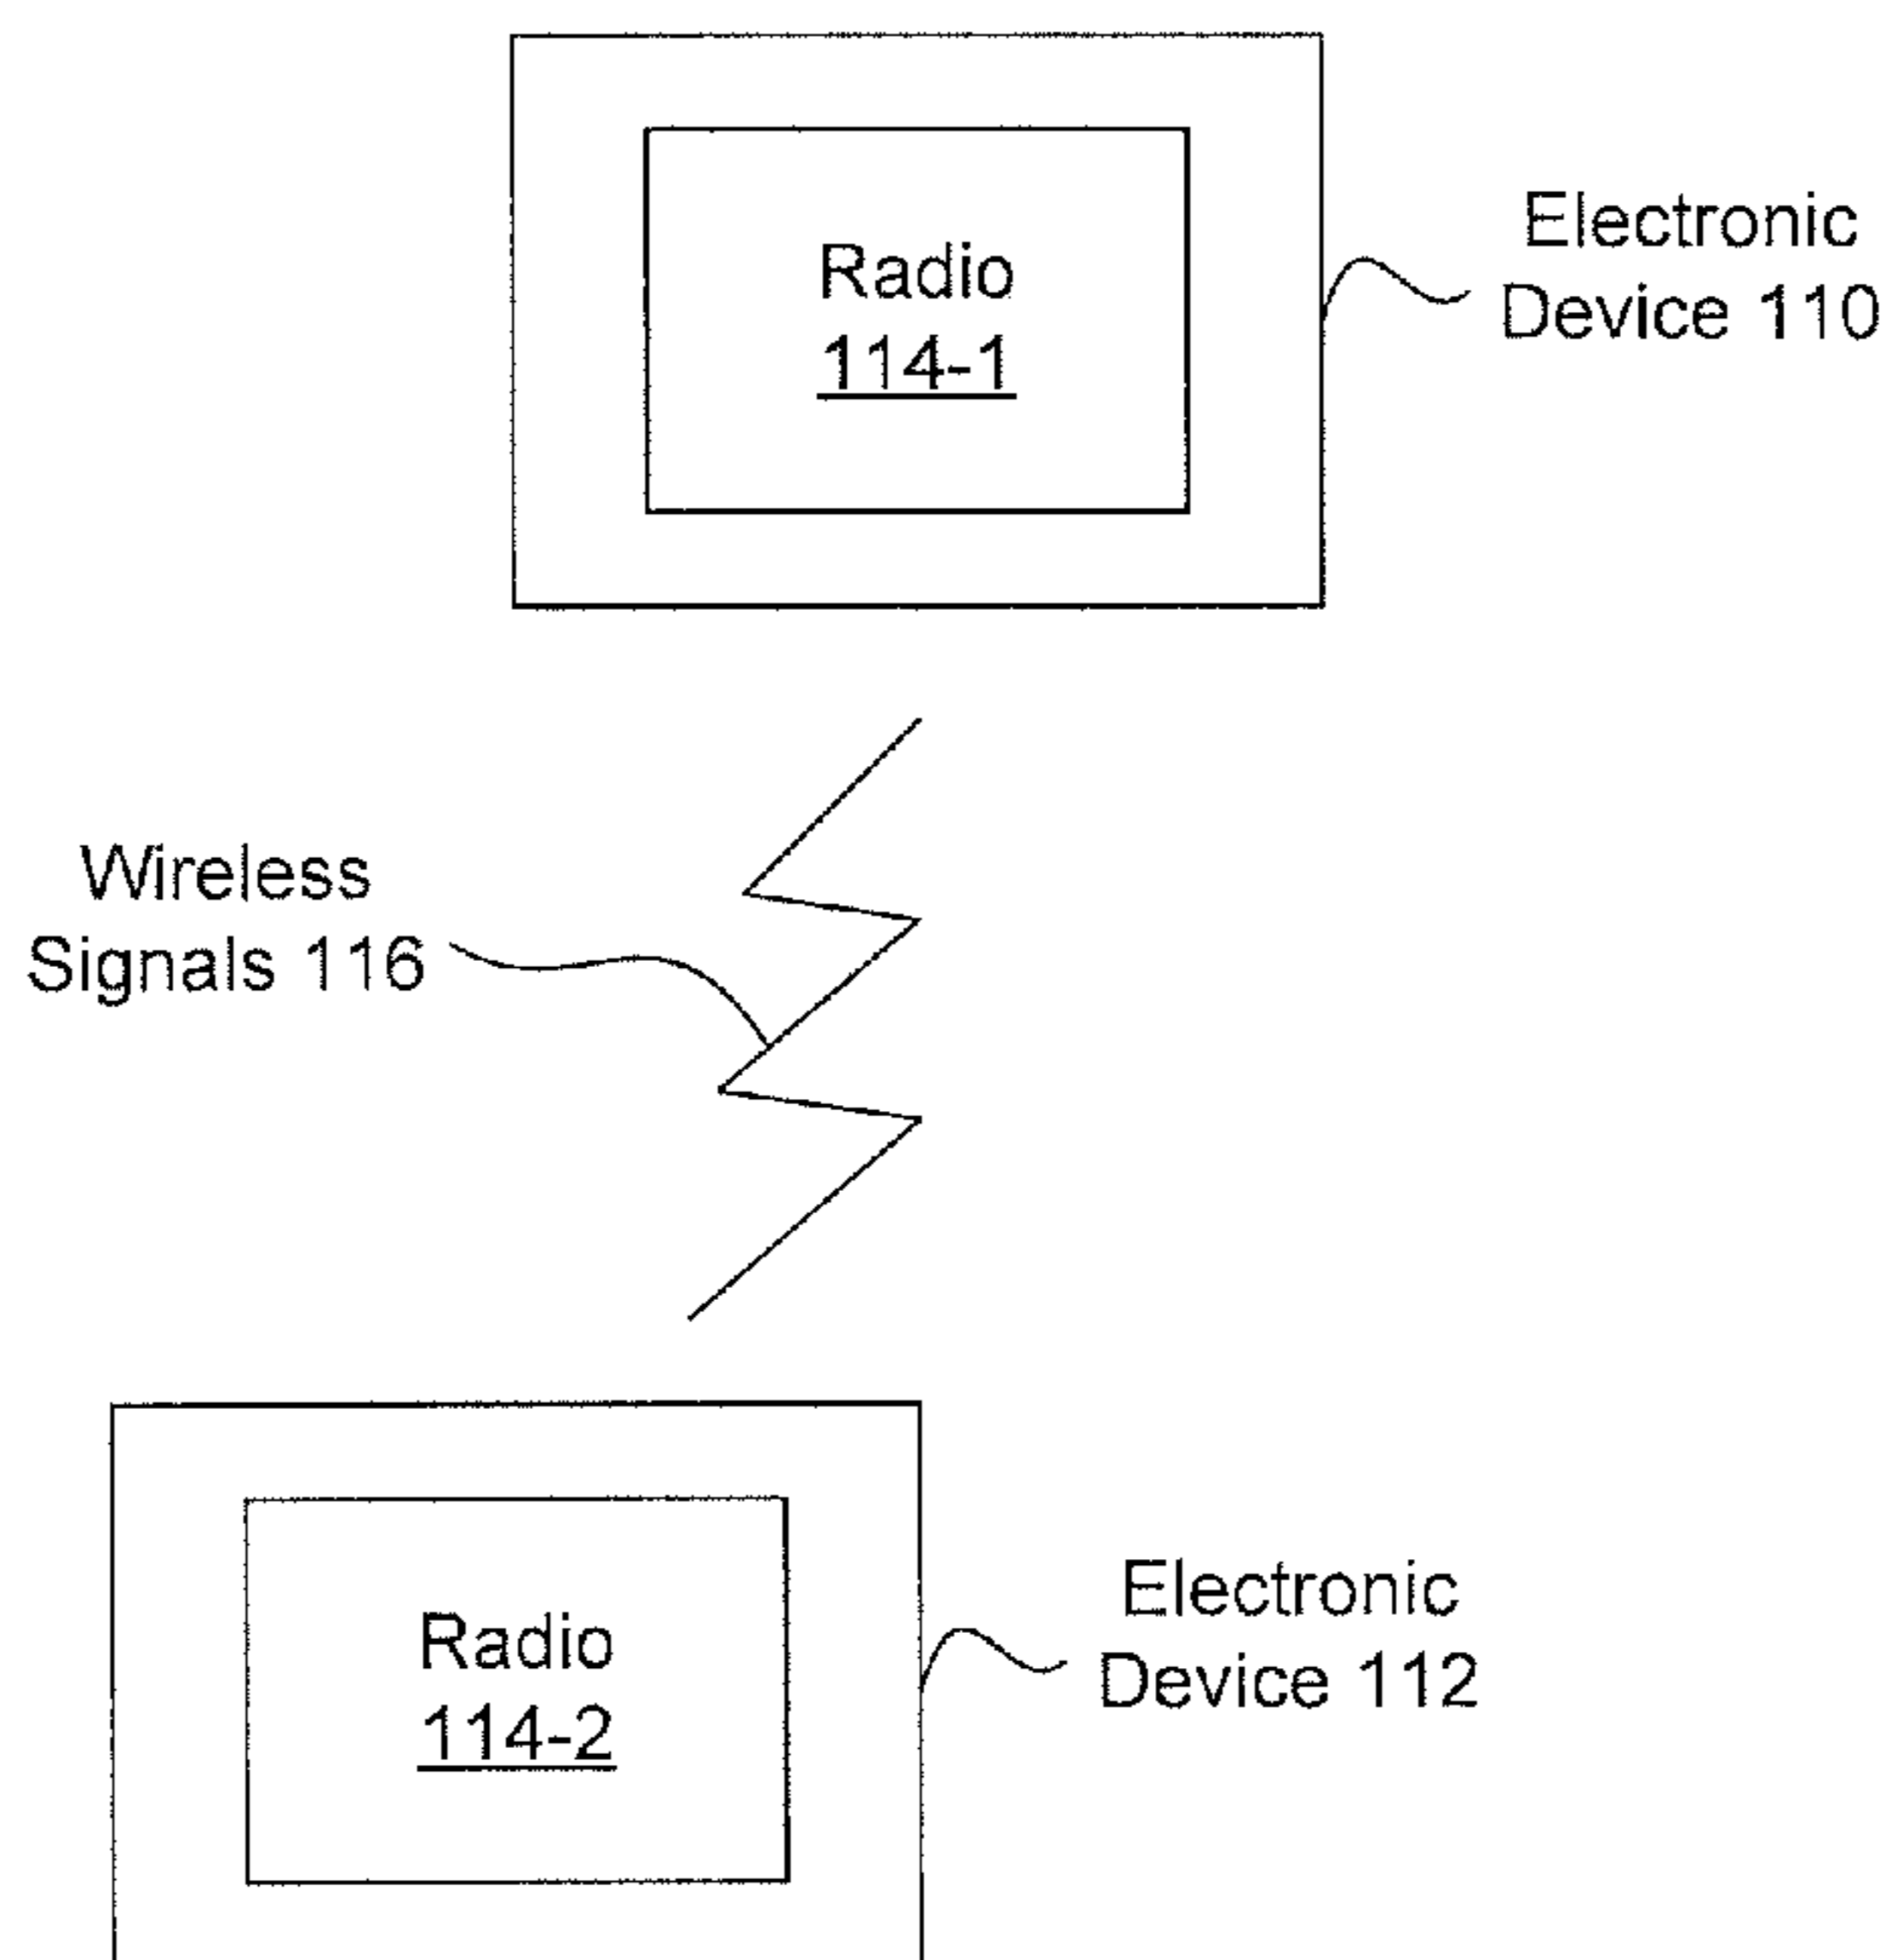 Radio
114-1
Electronic
Device 110
Wireless
Signals 116
Radio
114-2
Electronic
Device 112